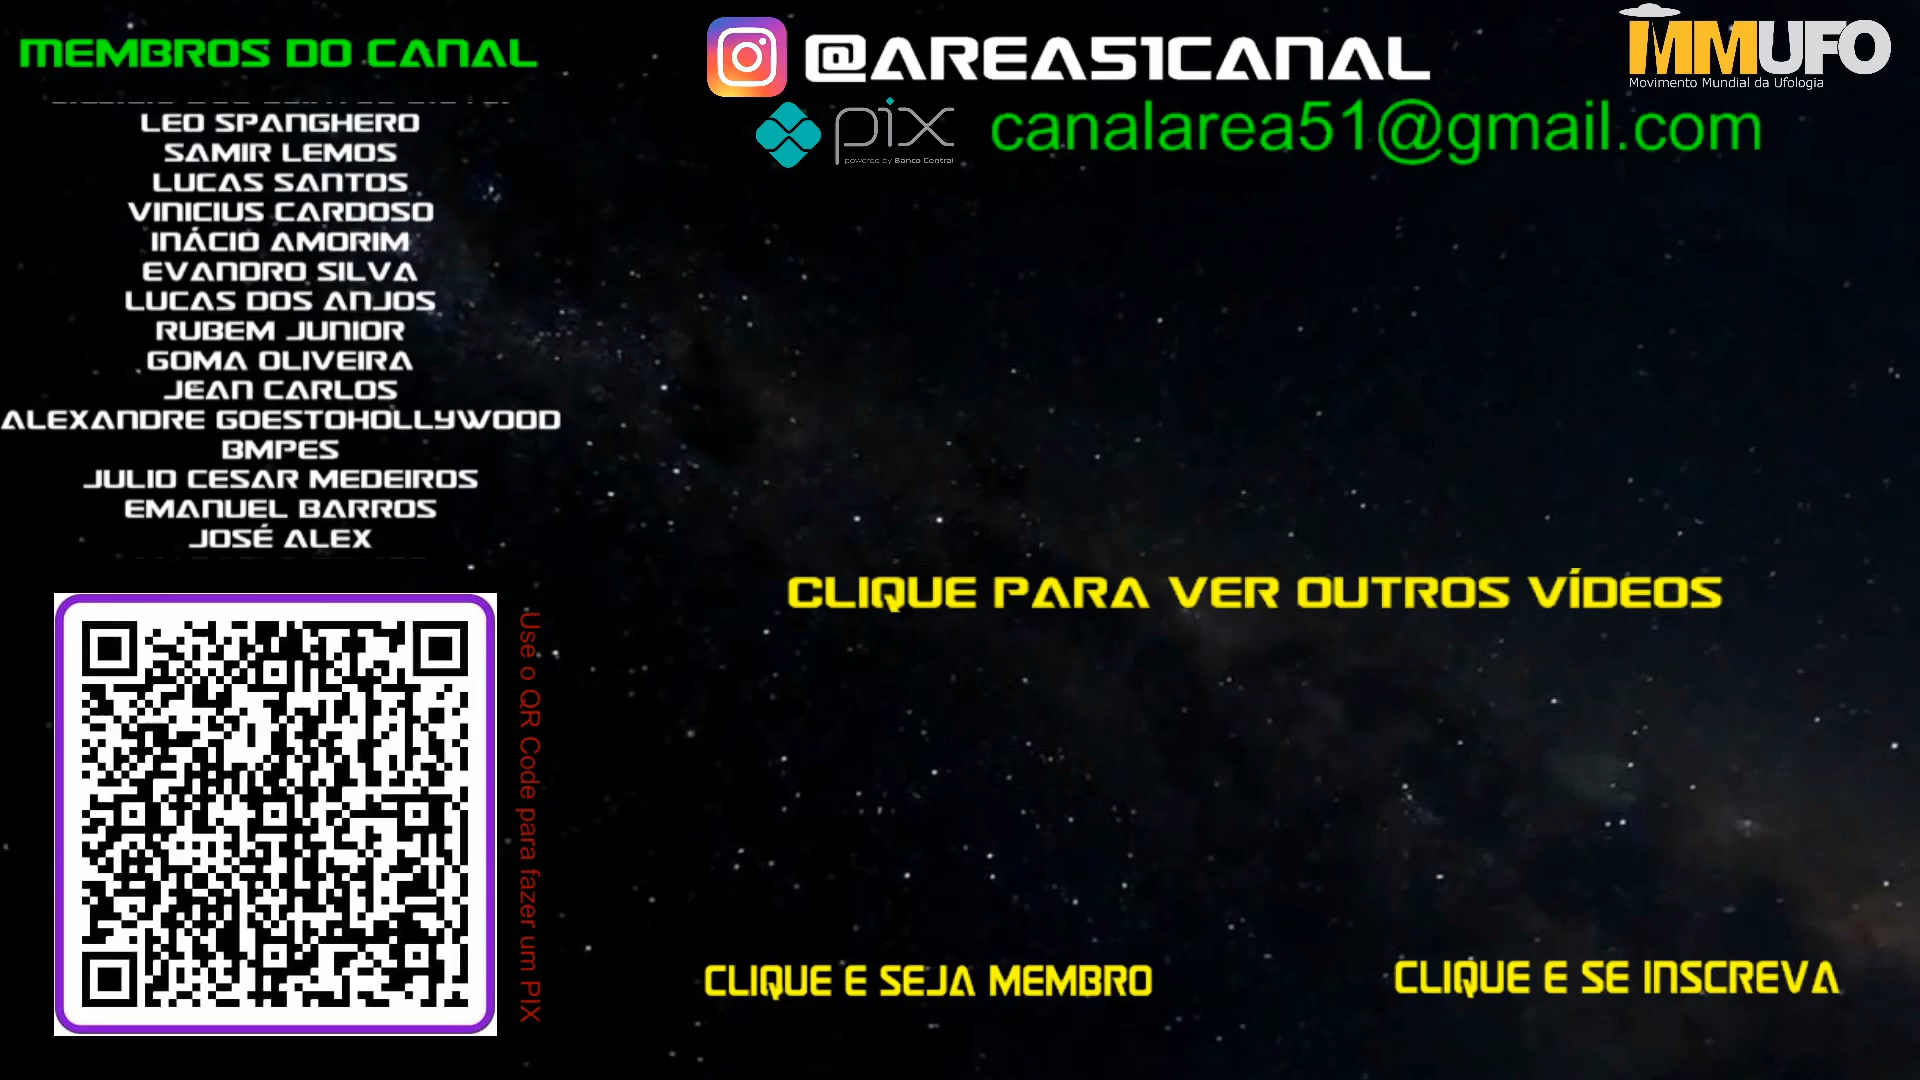 MEMBROS DO CANAL
LEO SPANGHERO
SAMIR LEMOS
LUCAS SANTOS
VINICIUS CARDOSO
INÁCIO AMORIM
EVANDRO SILVA
LUCAS DOS ANJOS
RUBEM JUNIOR
GOMA OLIVEIRA
JEAN CARLOS
ALEXANDRE GOESTOHOLLYWOOD
BMPES
JULIO CESAR MEDEIROS
EMANUEL BARROS
JOSÉ ALEX
Use o QR Code para fazer um PIX
@AREA51CANAL
pix
powered by Banco Central
canalarea51@gmail.com
MMUFO
Movimento Mundial da Ufologia
CLIQUE PARA VER OUTROS VÍDEOS
CLIQUE E SEJA MEMBRO
CLIQUE E SE INSCREVA